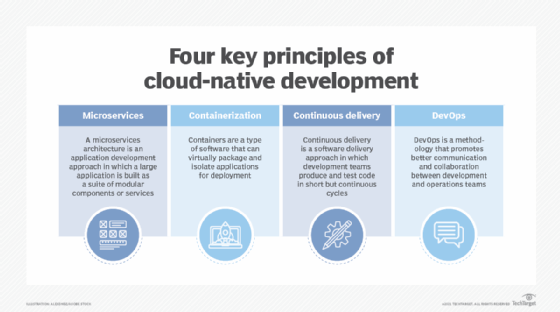 Four key principles of
cloud-native development
Microservices
A microservices
architecture is an
application development
approach in which a large
application is built as
a suite of modular
components or services
Containerization
Containers are a type
of software that can
virtually package and
isolate applications
for deployment
Continuous delivery
Continuous delivery
is a software delivery
approach in which
development teams
produce and test code
in short but continuous
cycles
DevOps
DevOps is a method-
ology that promotes
better communication
and collaboration
between development
and operations teams
TechTarget